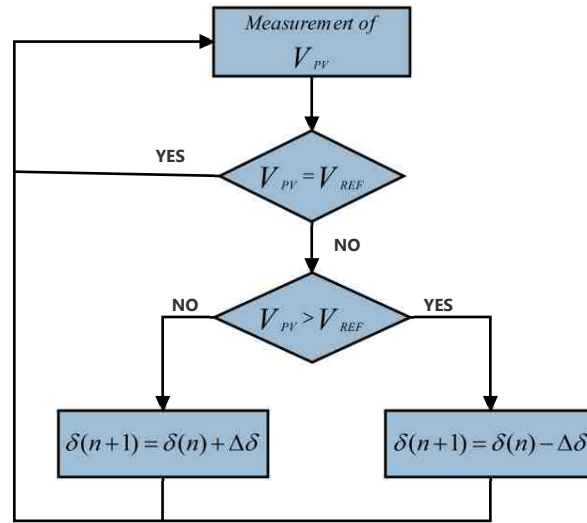 Measurement of
V_PV
YES
V_PV = V_REF
NO
NO
YES
V_PV > V_REF
δ(n+1) = δ(n) + Δδ
δ(n+1) = δ(n) − Δδ